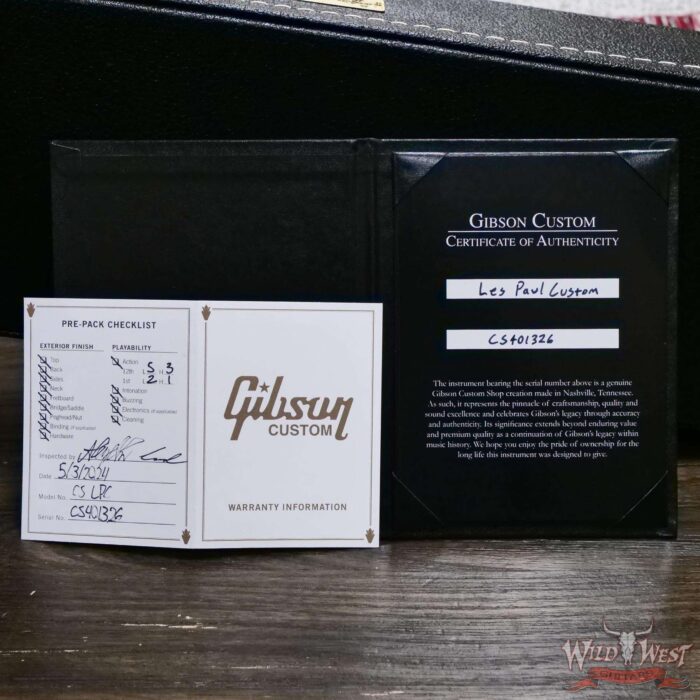 GIBSON CUSTOM
CERTIFICATE OF AUTHENTICITY
Les Paul Custom
CS401326
The instrument bearing the serial number above is a genuine
Gibson Custom Shop creation made in Nashville, Tennessee.
As such, it represents the pinnacle of craftsmanship, quality and
sound excellence and celebrates Gibson's legacy through accuracy
and authenticity. Its significance extends beyond enduring value
and premium quality as a continuation of Gibson's legacy within
music history. We hope you enjoy the pride of ownership for the
long life this instrument was designed to give.
PRE-PACK CHECKLIST
EXTERIOR FINISH
Top
Back
Sides
Neck
Fretboard
Bridge/Saddle
Peghead/Nut
Binding (if applicable)
Hardware
PLAYABILITY
Action
12th L 5 H 3
1st L 2 H 1
Intonation
Buzzing
Electronics (if applicable)
Cleaning
Inspected by
Date 5/3/2024
Model No. CS LPC
Serial No. CS401326
Gibson
CUSTOM
WARRANTY INFORMATION
WILD WEST
GUITARS